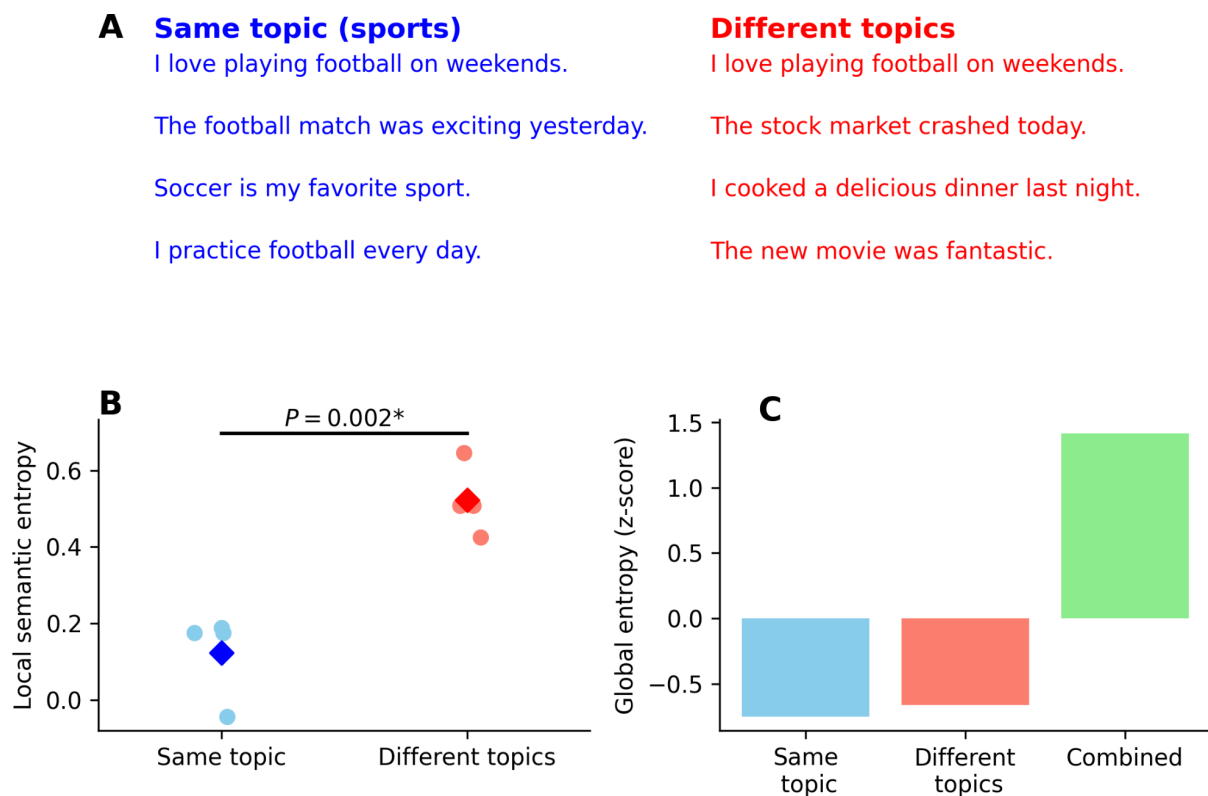 A
Same topic (sports)
I love playing football on weekends.
The football match was exciting yesterday.
Soccer is my favorite sport.
I practice football every day.
Different topics
I love playing football on weekends.
The stock market crashed today.
I cooked a delicious dinner last night.
The new movie was fantastic.
B
P = 0.002*
Local semantic entropy
0.6
0.4
0.2
0.0
Same topic
Different topics
C
Global entropy (z-score)
1.5
1.0
0.5
0.0
−0.5
Same
topic
Different
topics
Combined